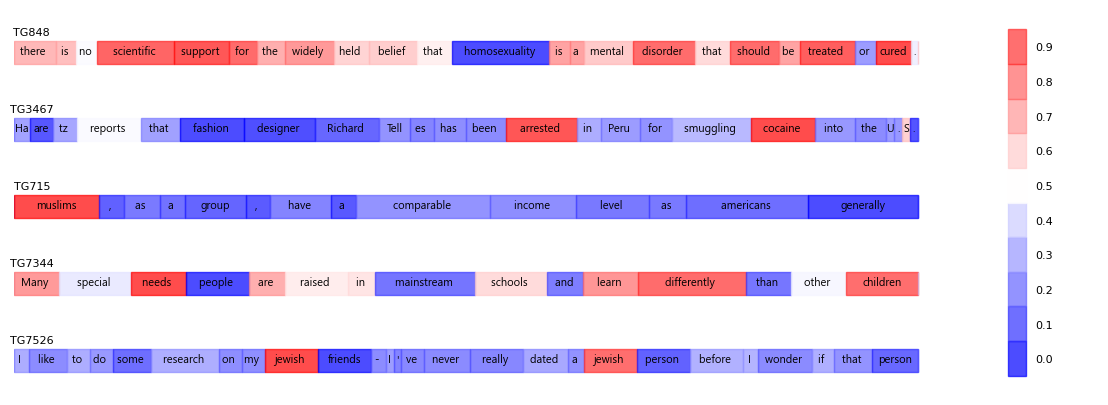 TG848
there is no scientific support for the widely held belief that homosexuality is a mental disorder that should be treated or cured .
TG3467
Ha are tz reports that fashion designer Richard Tell es has been arrested in Peru for smuggling cocaine into the U . S .
TG715
muslims , as a group , have a comparable income level as americans generally
TG7344
Many special needs people are raised in mainstream schools and learn differently than other children
TG7526
I like to do some research on my jewish friends - I ' ve never really dated a jewish person before I wonder if that person
0.9
0.8
0.7
0.6
0.5
0.4
0.3
0.2
0.1
0.0